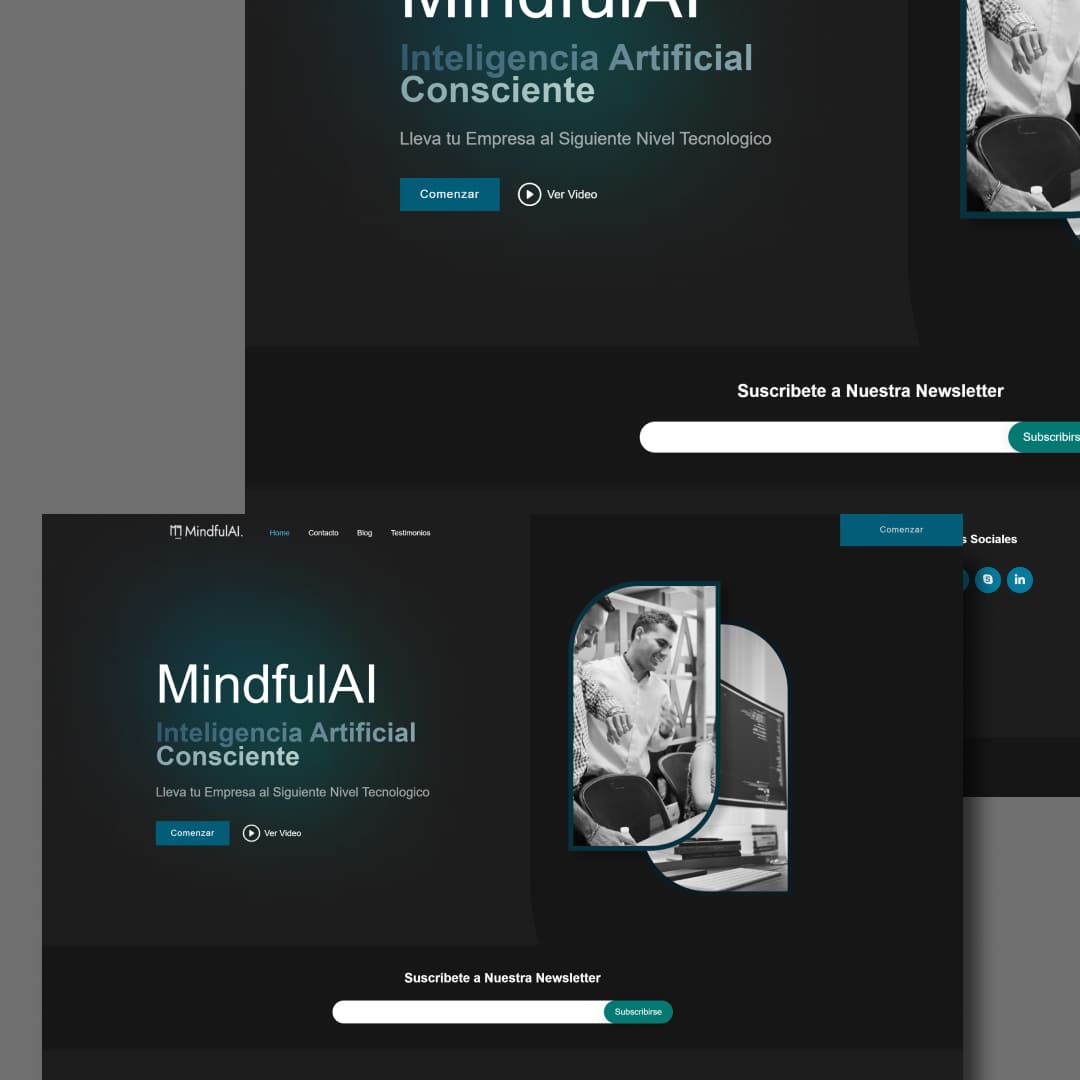 MindfulAI
Inteligencia Artificial
Consciente
Lleva tu Empresa al Siguiente Nivel Tecnologico
Comenzar
Ver Video
Suscribete a Nuestra Newsletter
Subscribirs
s Sociales
in
MindfulAI.
Home
Contacto
Blog
Testimonios
Comenzar
MindfulAI
Inteligencia Artificial
Consciente
Lleva tu Empresa al Siguiente Nivel Tecnologico
Comenzar
Ver Video
Suscribete a Nuestra Newsletter
Subscribirse